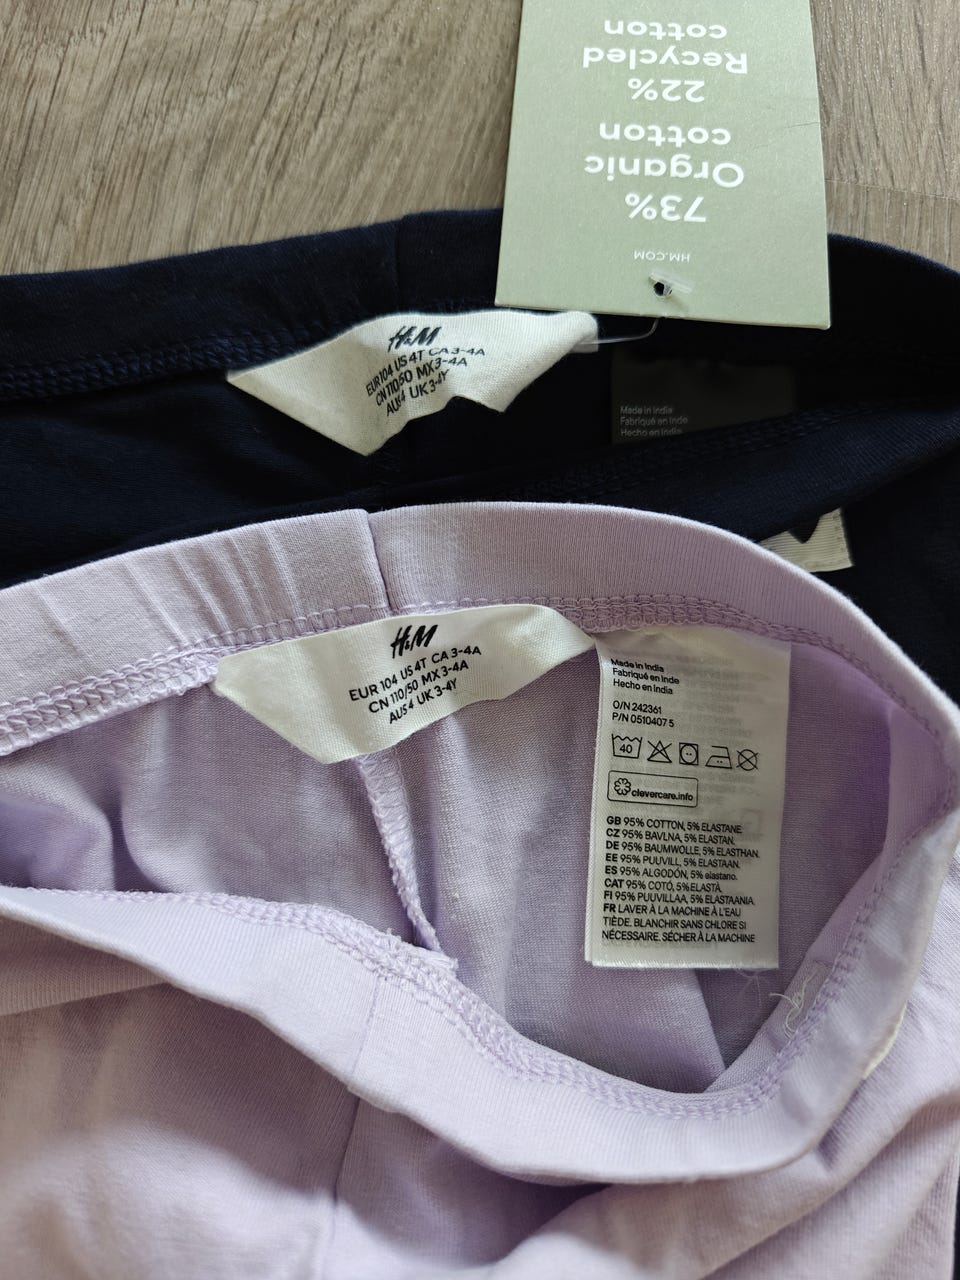 HM.COM
73%
Organic
cotton
22%
Recycled
cotton
H&M
EUR 104 US 4T CA 3-4A
CN 110/50 MX 3-4A
AUS 4 UK 3-4Y
Made in India
Fabriqué en Inde
Hecho en India
H&M
EUR 104 US 4T CA 3-4A
CN 110/50 MX 3-4A
AUS 4 UK 3-4Y
Made in India
Fabriqué en Inde
Hecho en India
O/N 242361
P/N 0510407 5
40
clevercare.info
GB 95% COTTON, 5% ELASTANE
CZ 95% BAVLNA, 5% ELASTAN.
DE 95% BAUMWOLLE, 5% ELASTHAN.
EE 95% PUUVILL, 5% ELASTAAN.
ES 95% ALGODÓN, 5% elastano.
CAT 95% COTÓ, 5% ELASTÀ.
FI 95% PUUVILLAA, 5% ELASTAANIA.
FR LAVER À LA MACHINE À L'EAU
TIÈDE. BLANCHIR SANS CHLORE SI
NÉCESSAIRE. SÉCHER À LA MACHINE